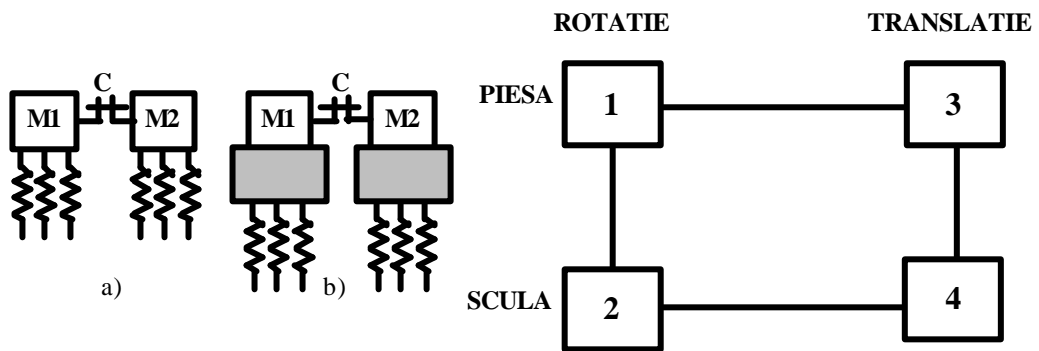 ROTATIE TRANSLATIE
C C
M1 M2 M1 M2
PIESA 1 3
a) b)
SCULA 2 4